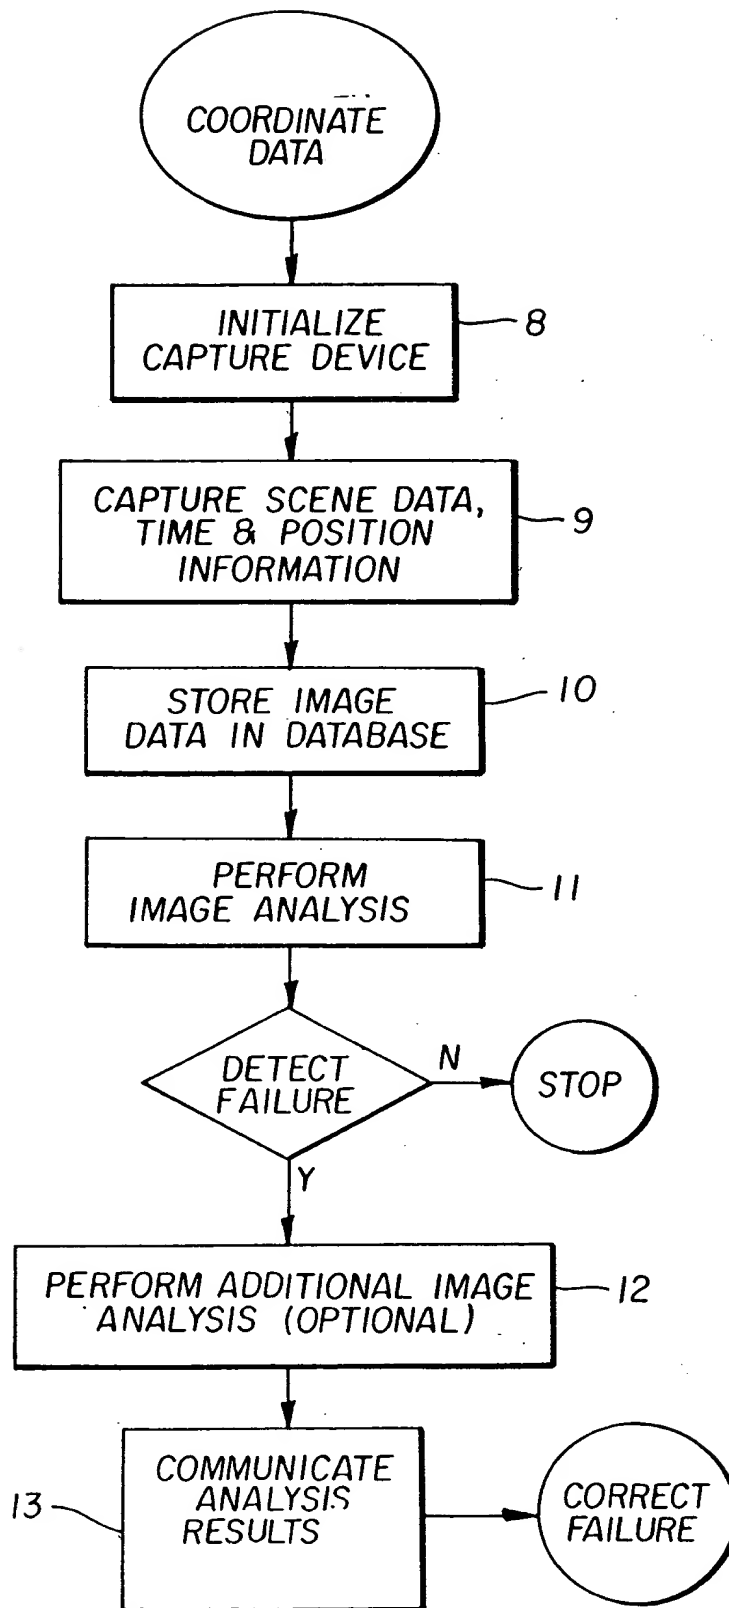 COORDINATE
DATA
INITIALIZE
CAPTURE DEVICE
8
CAPTURE SCENE DATA,
TIME & POSITION
INFORMATION
9
STORE IMAGE
DATA IN DATABASE
10
PERFORM
IMAGE ANALYSIS
11
DETECT
FAILURE
N
STOP
Y
PERFORM ADDITIONAL IMAGE
ANALYSIS (OPTIONAL)
12
COMMUNICATE
ANALYSIS
RESULTS
13
CORRECT
FAILURE